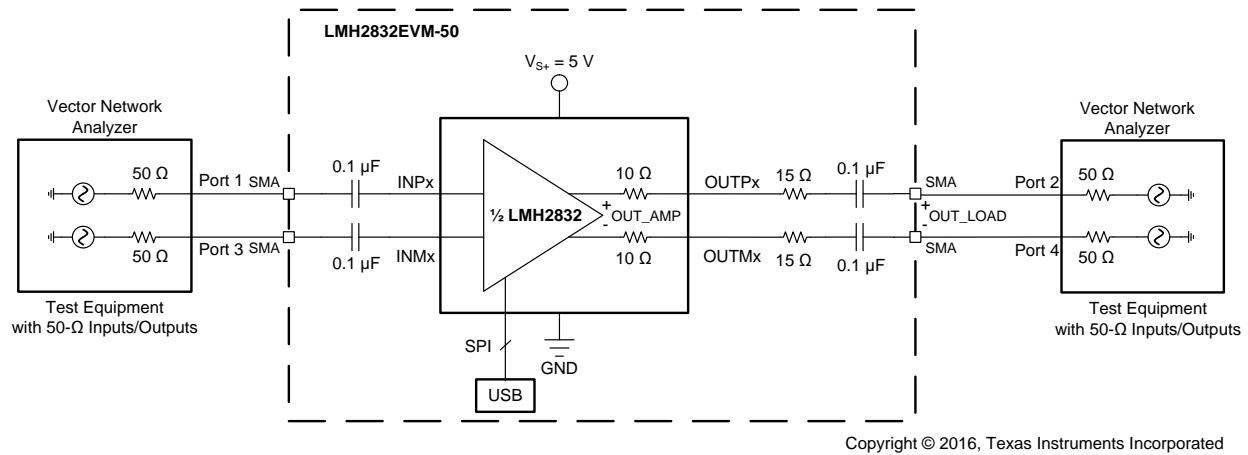 LMH2832EVM-50
VS+ = 5 V
Vector Network
Analyzer
50 Ω
Port 1 SMA
0.1 µF
INPx
10 Ω
OUTPx
15 Ω
0.1 µF
SMA
Port 2
Vector Network
Analyzer
50 Ω
½ LMH2832
+
OUT_AMP
-
+
OUT_LOAD
-
50 Ω
Port 3 SMA
0.1 µF
INMx
10 Ω
OUTMx
15 Ω
0.1 µF
SMA
Port 4
50 Ω
Test Equipment
with 50-Ω Inputs/Outputs
Test Equipment
with 50-Ω Inputs/Outputs
SPI
GND
USB
Copyright © 2016, Texas Instruments Incorporated